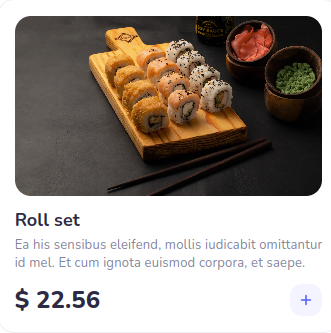 Roll set
Ea his sensibus eleifend, mollis iudicabit omittantur
id mel. Et cum ignota euismod corpora, et saepe.
$ 22.56
+